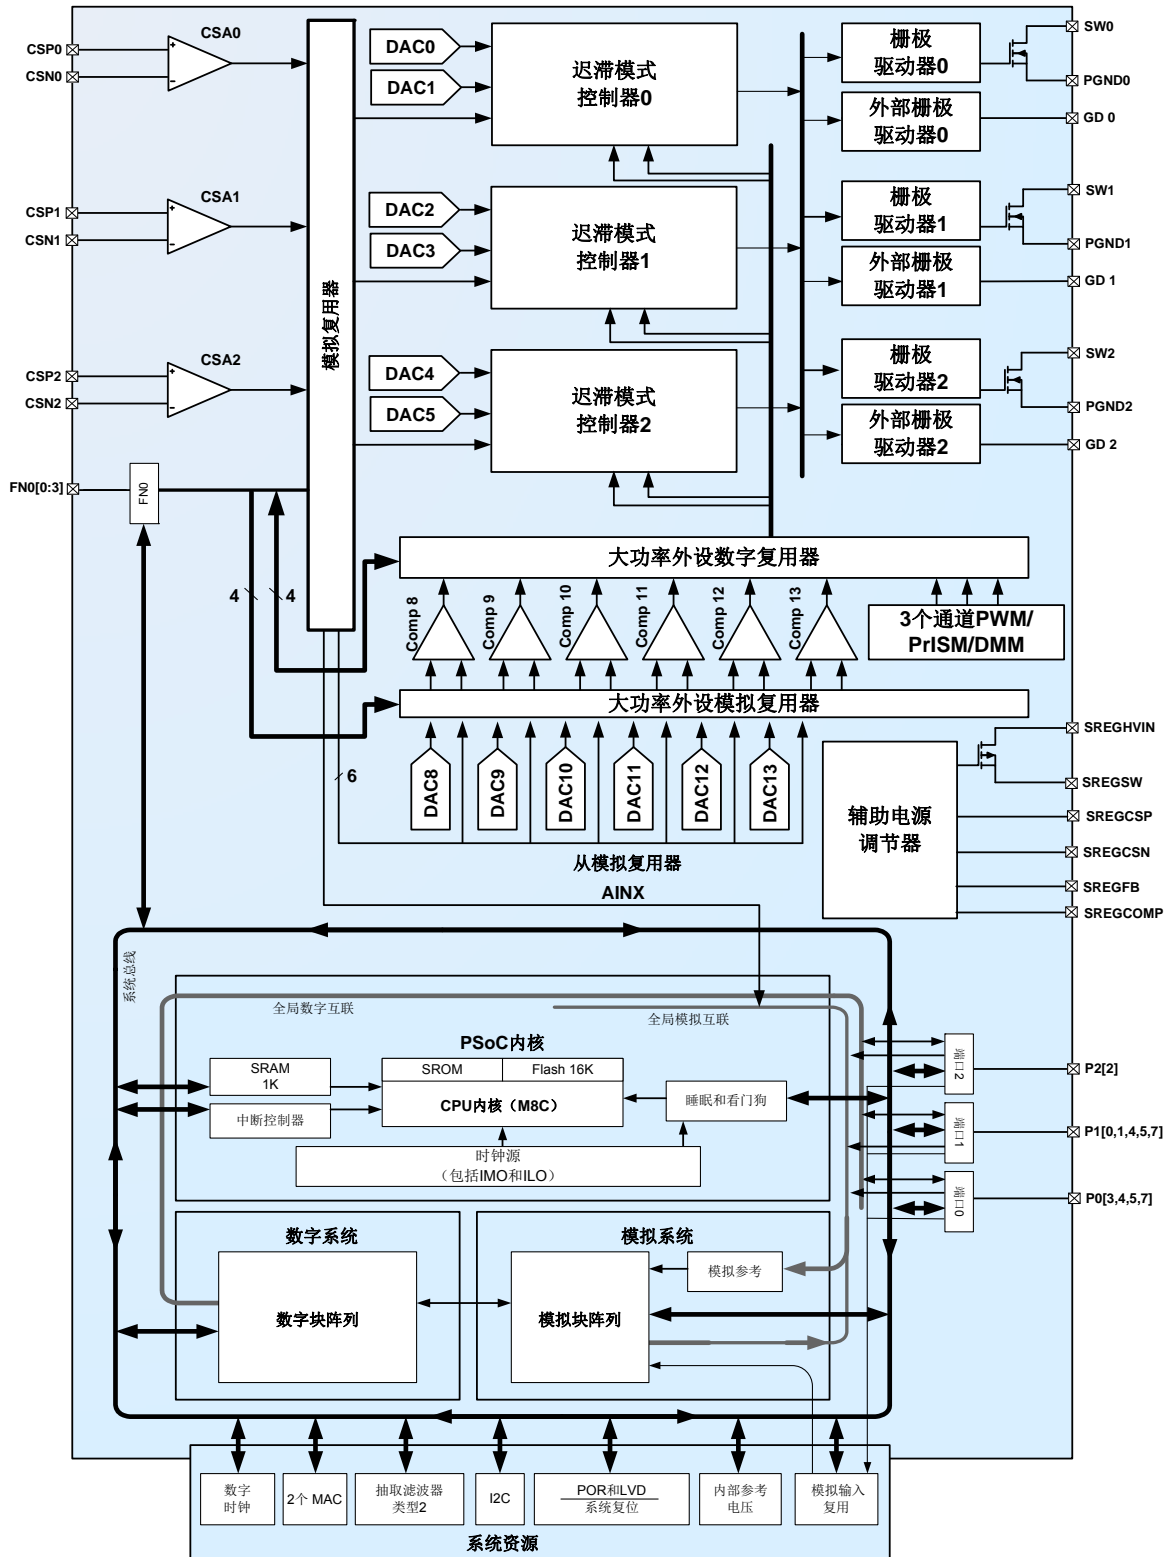 CSP0
CSN0
CSA0
CSP1
CSN1
CSA1
CSP2
CSN2
CSA2
FN0[0:3]
FN0
模拟复用器
DAC0
DAC1
迟滞模式
控制器0
DAC2
DAC3
迟滞模式
控制器1
DAC4
DAC5
迟滞模式
控制器2
栅极
驱动器0
外部栅极
驱动器0
栅极
驱动器1
外部栅极
驱动器1
栅极
驱动器2
外部栅极
驱动器2
SW0
PGND0
GD 0
SW1
PGND1
GD 1
SW2
PGND2
GD 2
4
4
大功率外设数字复用器
Comp 8
Comp 9
Comp 10
Comp 11
Comp 12
Comp 13
3个通道PWM/
PrISM/DMM
大功率外设模拟复用器
6
DAC8
DAC9
DAC10
DAC11
DAC12
DAC13
从模拟复用器
AINX
辅助电源
调节器
SREGHVIN
SREGSW
SREGCSP
SREGCSN
SREGFB
SREGCOMP
系统总线
全局数字互联
全局模拟互联
PSoC内核
SRAM
1K
SROM
Flash 16K
CPU内核（M8C）
中断控制器
睡眠和看门狗
时钟源
（包括IMO和ILO）
端口2
端口1
端口0
P2[2]
P1[0,1,4,5,7]
P0[3,4,5,7]
数字系统
数字块阵列
模拟系统
模拟块阵列
模拟参考
数字
时钟
2个 MAC
抽取滤波器
类型2
I2C
POR和LVD
系统复位
内部参考
电压
模拟输入
复用
系统资源